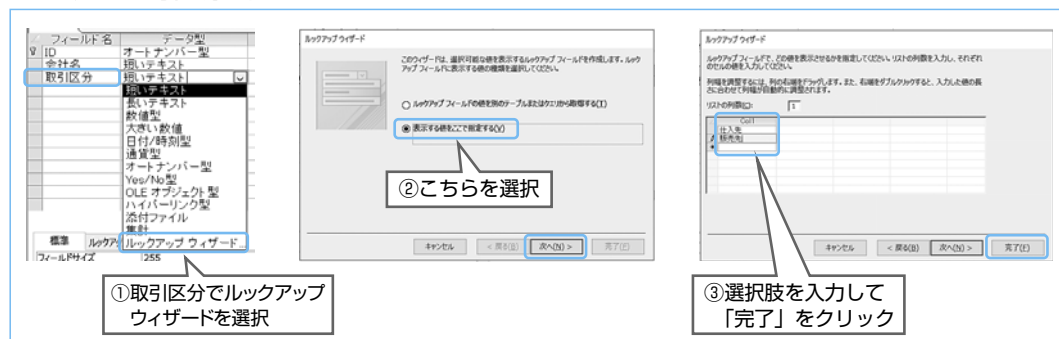 フィールド名 データ型
ID オートナンバー型
会社名 短いテキスト
取引区分 短いテキスト
短いテキスト
長いテキスト
数値型
大きい数値
日付/時刻型
通貨型
オートナンバー型
Yes/No型
OLE オブジェクト型
ハイパーリンク型
添付ファイル
集計
ルックアップ ウィザード...
標準 ルックアッ
フィールドサイズ 255
①取引区分でルックアップ
ウィザードを選択
ルックアップ ウィザード
このウィザードは、選択可能な値を表示するルックアップ フィールドを作成します。ルック
アップ フィールドに表示する値の種類を選択してください。
ルックアップ フィールドの値を別のテーブルまたはクエリから取得する(T)
表示する値をここで指定する(V)
②こちらを選択
キャンセル < 戻る(B) 次へ(N) > 完了(F)
ルックアップ ウィザード
ルックアップ フィールドで、どの値を表示させるかを指定してください。リストの列数を入力し、それぞれ
のセルの値を入力してください。
列幅を調整するには、列の右端をドラッグします。また、右端をダブルクリックすると、入力した値の長
さに合わせて列幅が自動的に調整されます。
リストの列数(C): 1
Col1
仕入先
販売先
キャンセル < 戻る(B) 次へ(N) > 完了(F)
③選択肢を入力して
「完了」をクリック